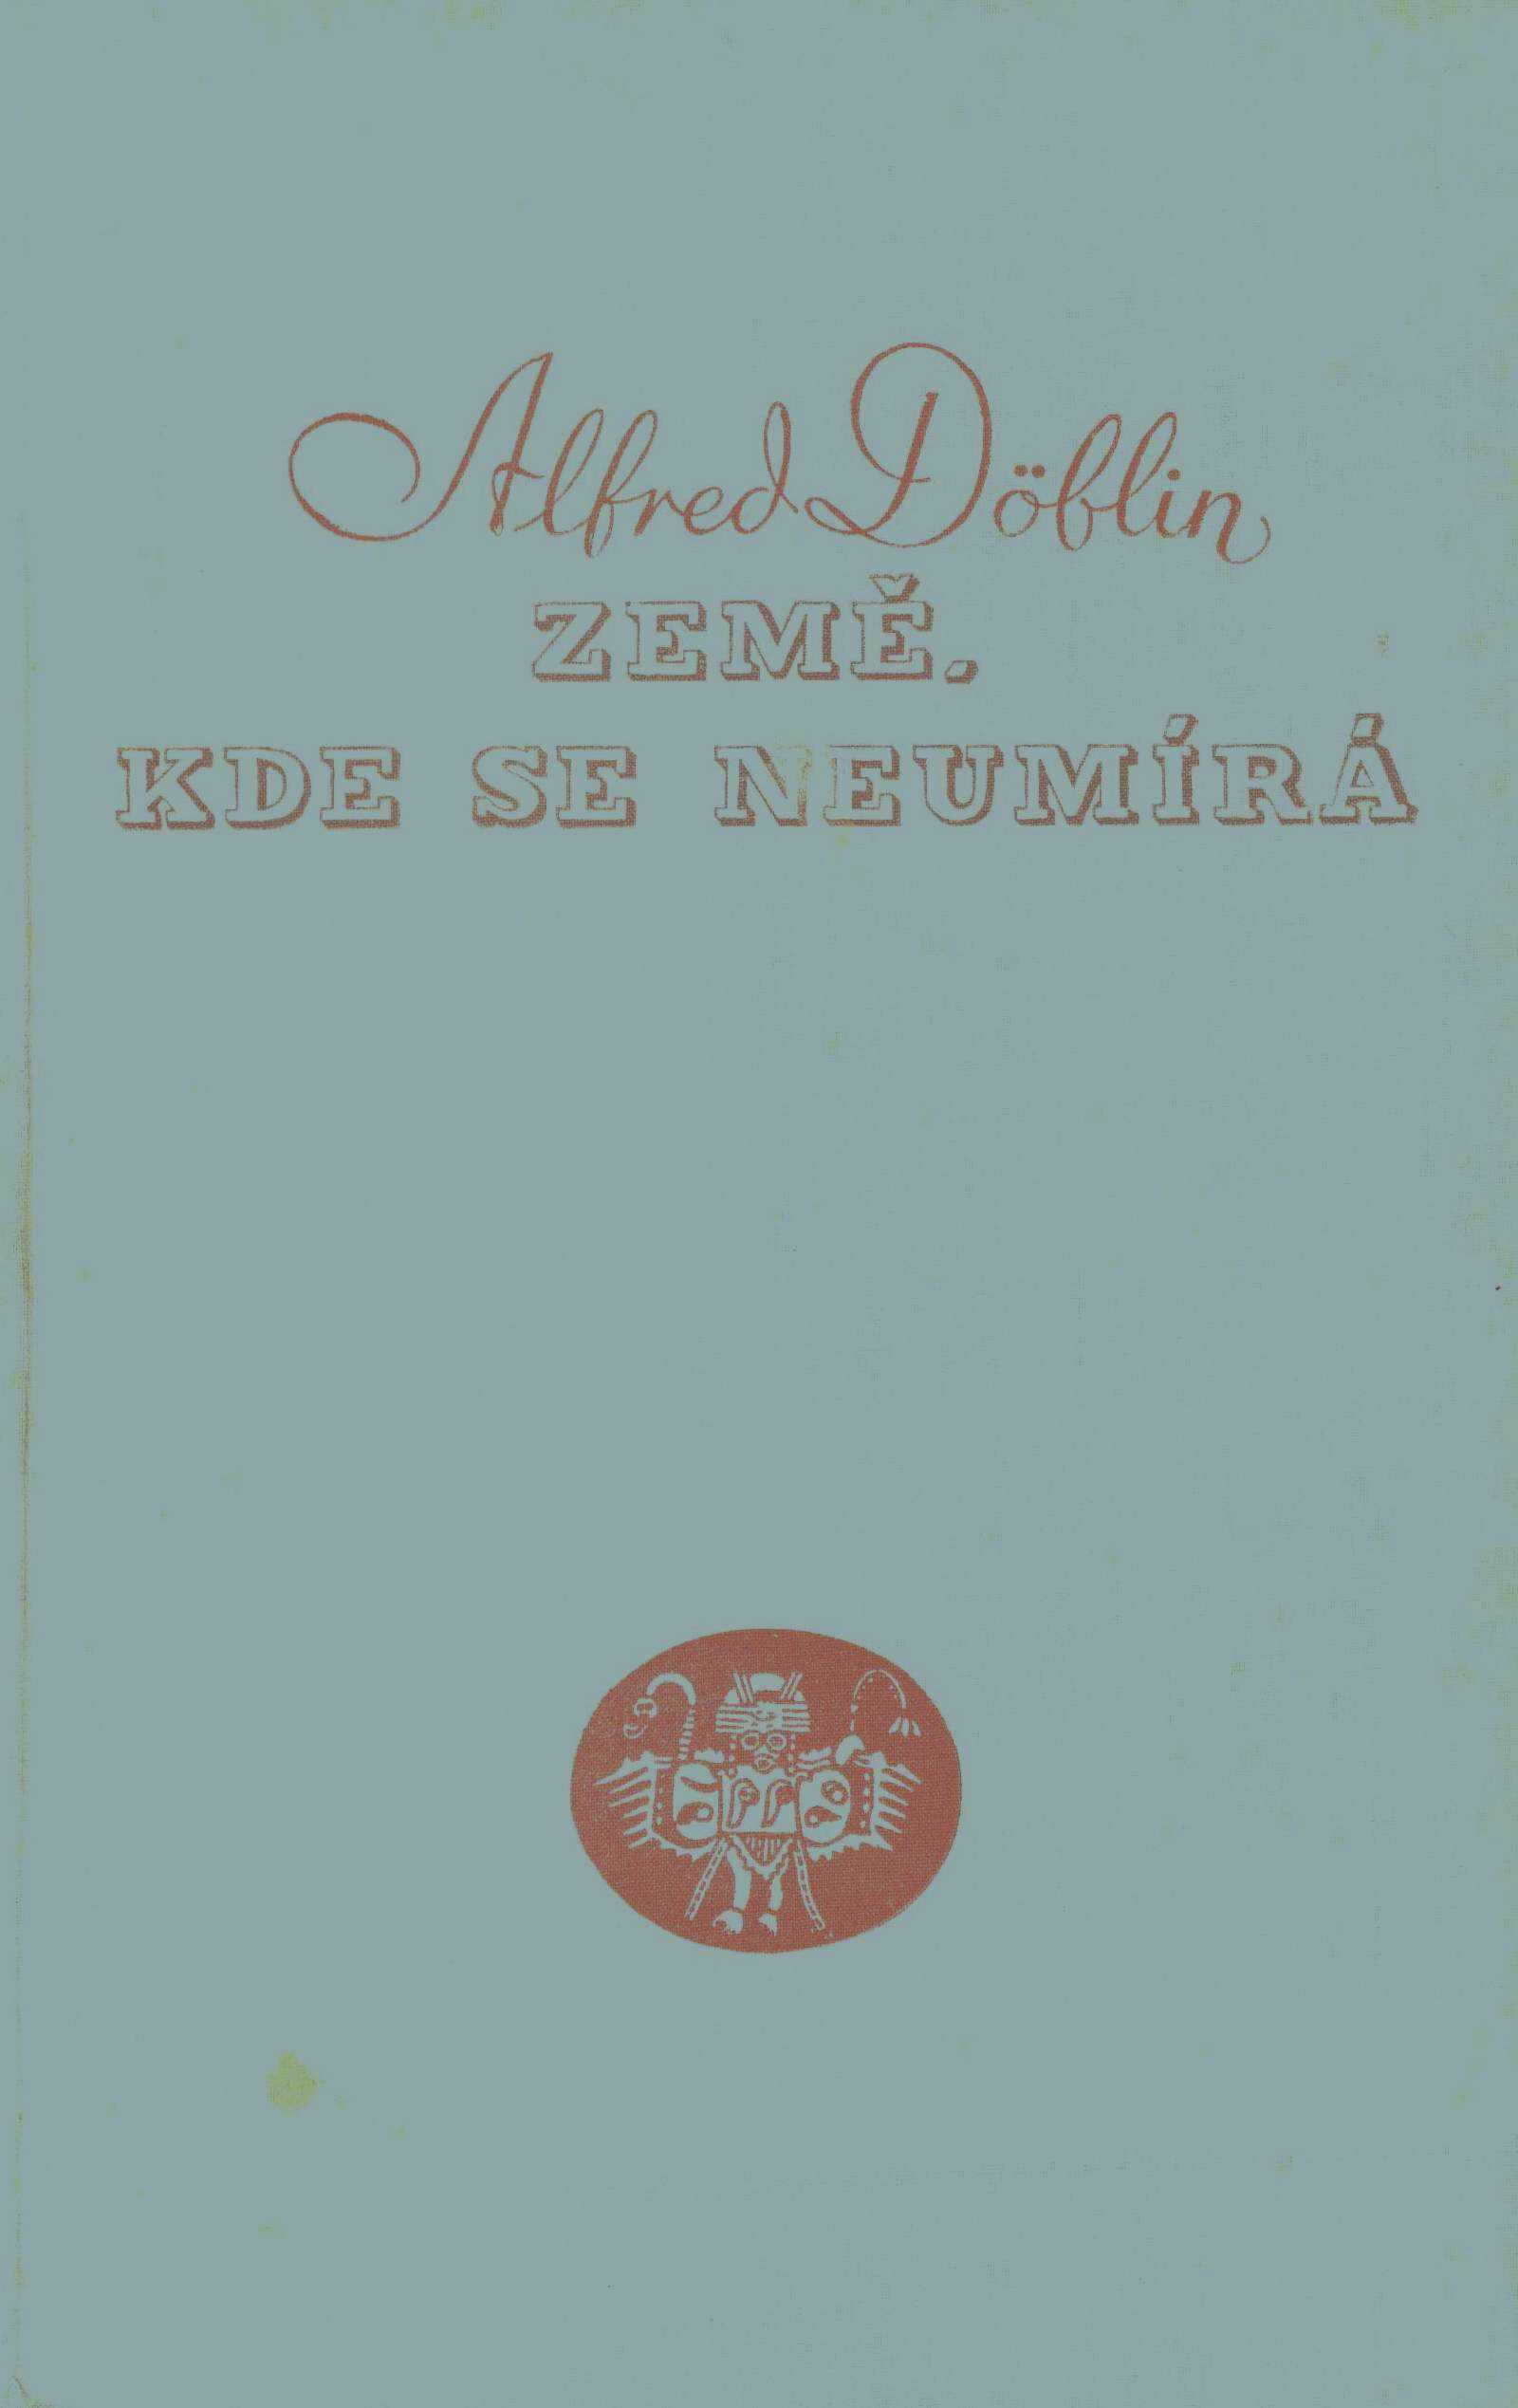 Alfred Döblin
ZEMĚ,
KDE SE NEUMÍRÁ